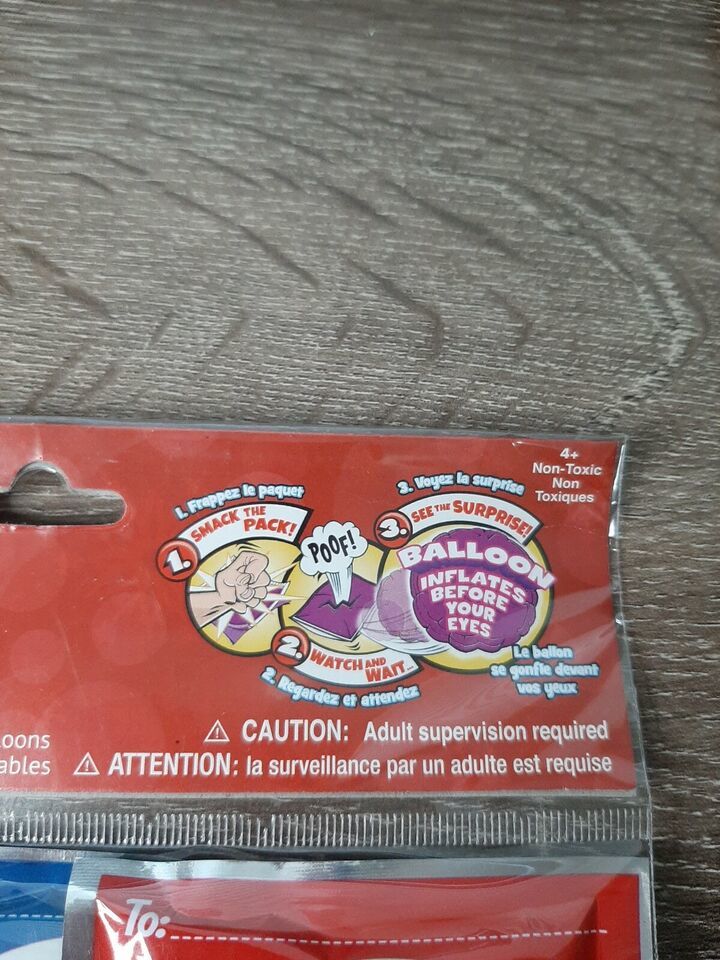 4+
Non-Toxic
Non
Toxiques
1. Frappez le paquet
1. SMACK THE
PACK!
POOF!
2. WATCH AND
WAIT...
2. Regardez et attendez
3. Voyez la surprise
3. SEE THE SURPRISE!
BALLOON
INFLATES
BEFORE
YOUR
EYES
Le ballon
se gonfle devant
vos yeux
oons
ables
⚠ CAUTION: Adult supervision required
⚠ ATTENTION: la surveillance par un adulte est requise
To: